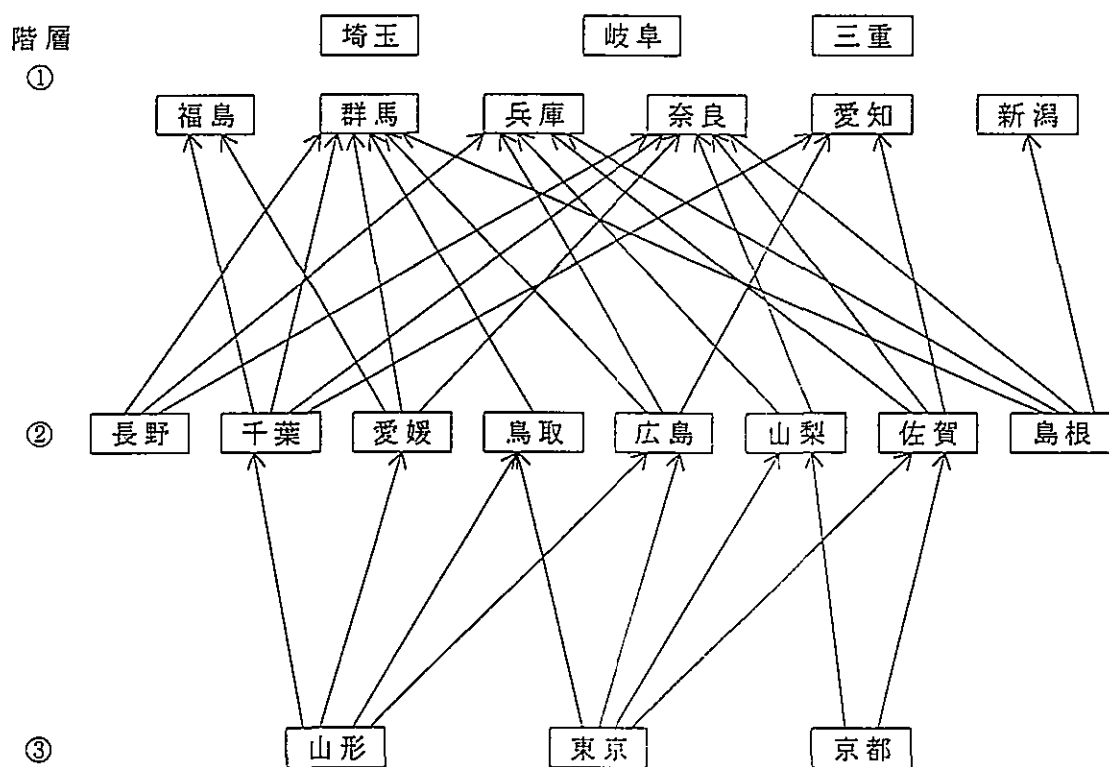 階層
埼玉 岐阜 三重
①
福島 群馬 兵庫 奈良 愛知 新潟
② 長野 千葉 愛媛 鳥取 広島 山梨 佐賀 島根
③ 山形 東京 京都